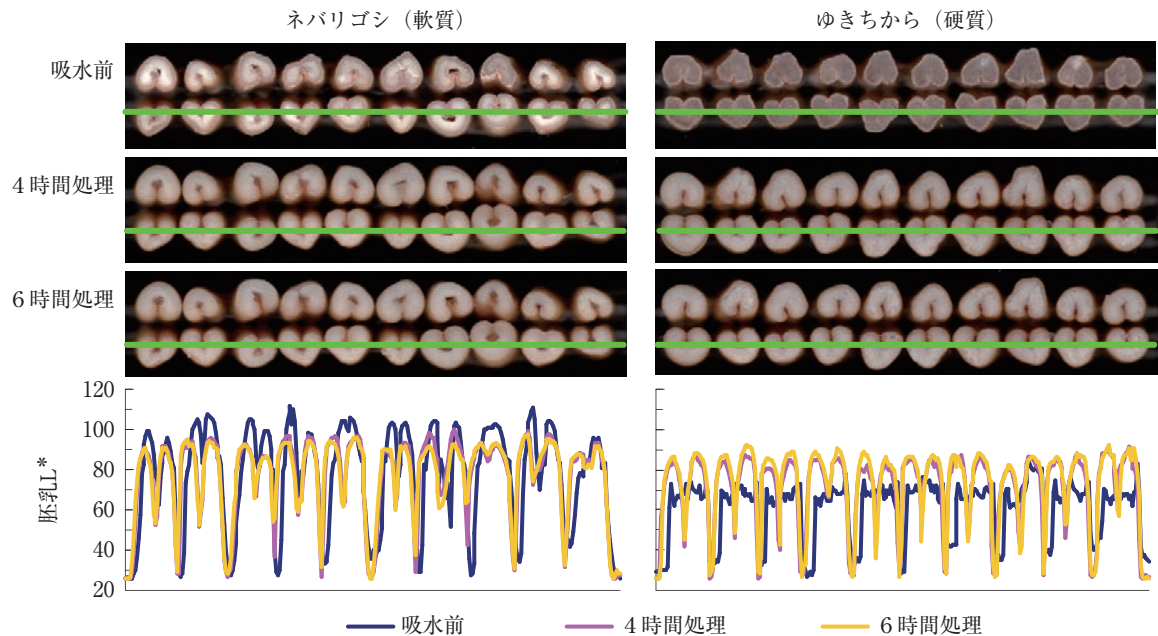 ネバリゴシ（軟質）
ゆきちから（硬質）
吸水前
4時間処理
6時間処理
120
100
80
60
40
20
胚乳L*
吸水前
4時間処理
6時間処理